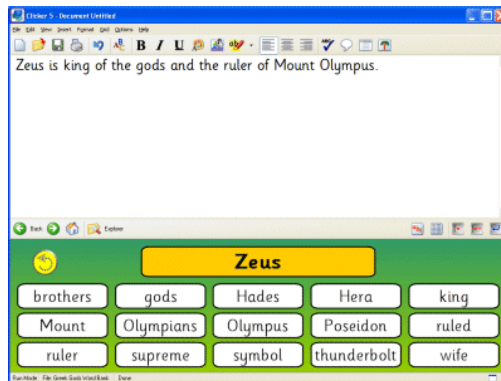 Clicker 5 - Document Untitled
File Edit View Insert Format Grid Options Help
B I U
Zeus is king of the gods and the ruler of Mount Olympus.
Back Explorer
Zeus
brothers gods Hades Hera king
Mount Olympians Olympus Poseidon ruled
ruler supreme symbol thunderbolt wife
Run Mode File: Greek Gods Word Bank Done